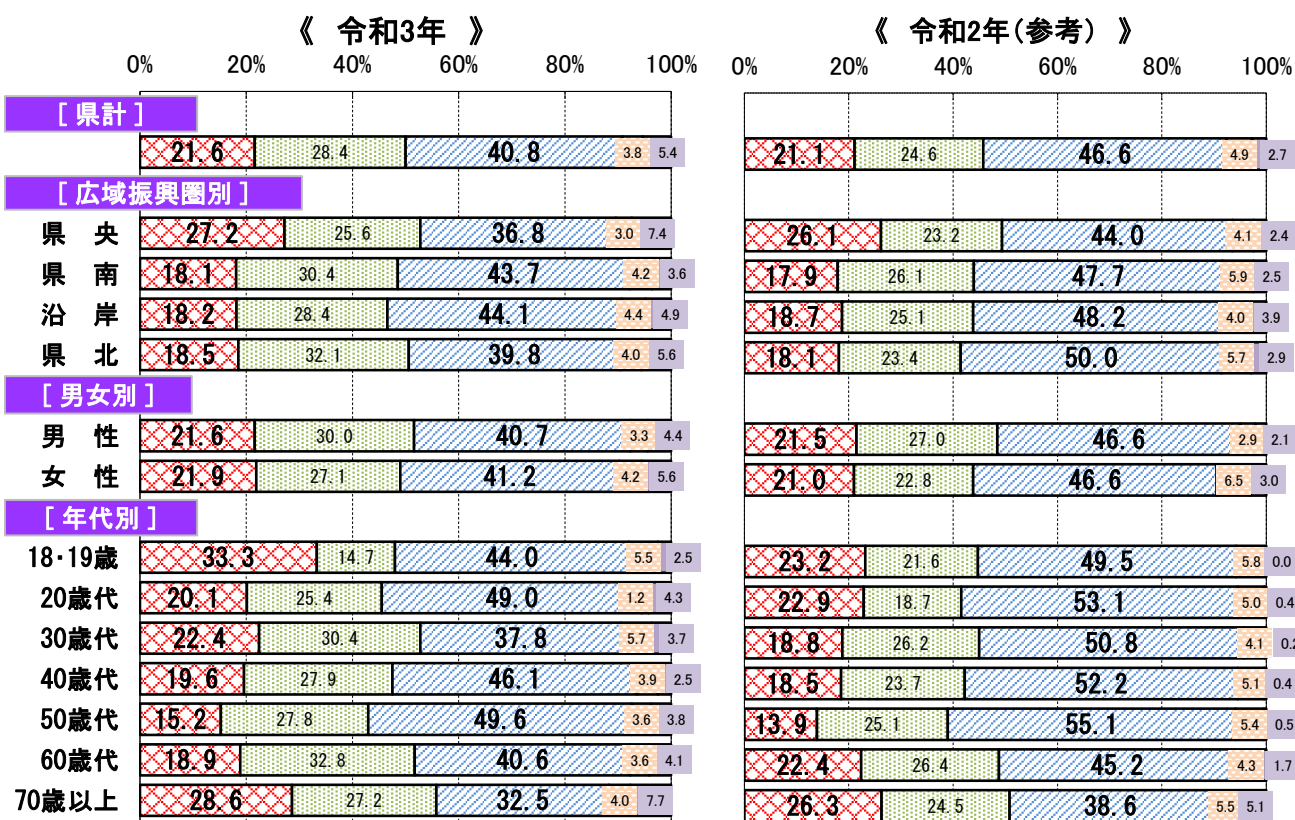 《 令和3年 》 《 令和2年(参考) 》
0% 20% 40% 60% 80% 100% 0% 20% 40% 60% 80% 100%
[ 県計 ]
21.6 28.4 40.8 3.8 5.4 21.1 24.6 46.6 4.9 2.7
[ 広域振興圏別 ]
県 央 27.2 25.6 36.8 3.0 7.4 26.1 23.2 44.0 4.1 2.4
県 南 18.1 30.4 43.7 4.2 3.6 17.9 26.1 47.7 5.9 2.5
沿 岸 18.2 28.4 44.1 4.4 4.9 18.7 25.1 48.2 4.0 3.9
県 北 18.5 32.1 39.8 4.0 5.6 18.1 23.4 50.0 5.7 2.9
[ 男女別 ]
男 性 21.6 30.0 40.7 3.3 4.4 21.5 27.0 46.6 2.9 2.1
女 性 21.9 27.1 41.2 4.2 5.6 21.0 22.8 46.6 6.5 3.0
[ 年代別 ]
18・19歳 33.3 14.7 44.0 5.5 2.5 23.2 21.6 49.5 5.8 0.0
20歳代 20.1 25.4 49.0 1.2 4.3 22.9 18.7 53.1 5.0 0.4
30歳代 22.4 30.4 37.8 5.7 3.7 18.8 26.2 50.8 4.1 0.2
40歳代 19.6 27.9 46.1 3.9 2.5 18.5 23.7 52.2 5.1 0.4
50歳代 15.2 27.8 49.6 3.6 3.8 13.9 25.1 55.1 5.4 0.5
60歳代 18.9 32.8 40.6 3.6 4.1 22.4 26.4 45.2 4.3 1.7
70歳以上 28.6 27.2 32.5 4.0 7.7 26.3 24.5 38.6 5.5 5.1